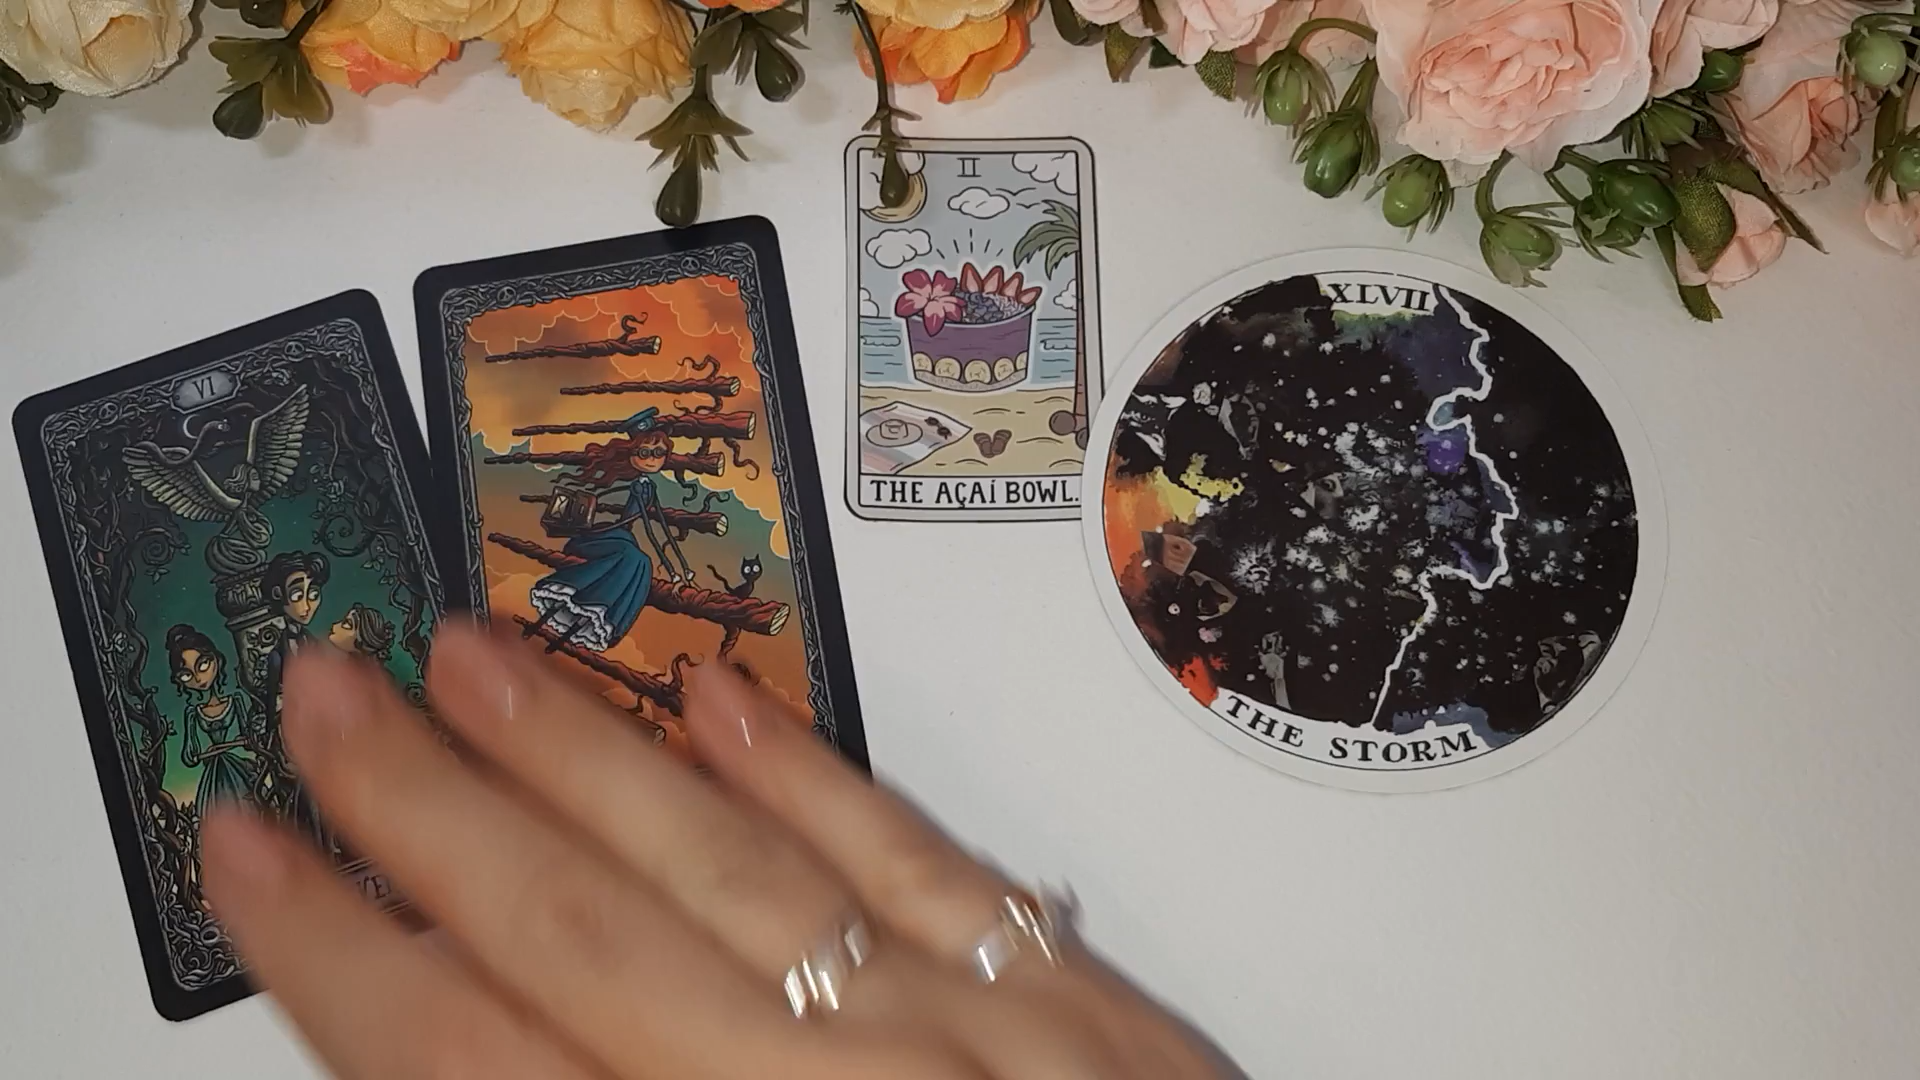 VI
II
THE AÇAÍ BOWL.
XLVII
THE STORM